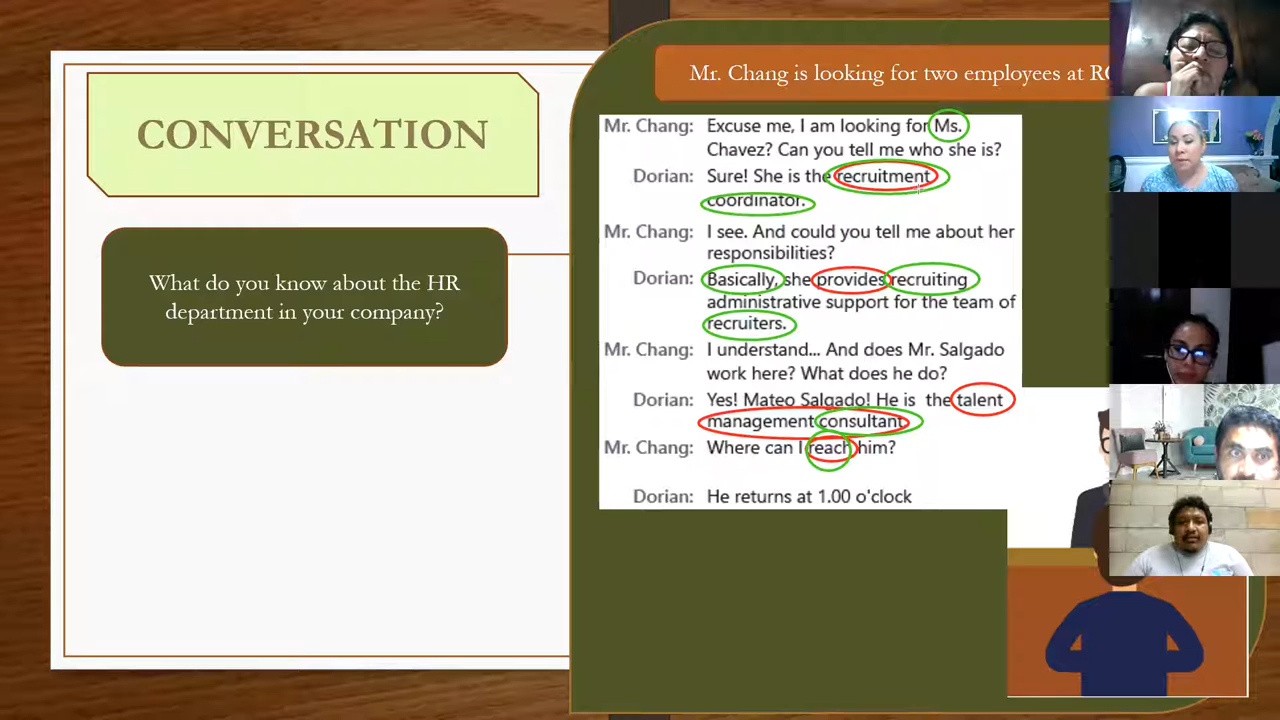 CONVERSATION
What do you know about the HR
department in your company?
Mr. Chang is looking for two employees at
Mr. Chang: Excuse me, I am looking for Ms.
Chavez? Can you tell me who she is?
Dorian: Sure! She is the recruitment
coordinator.
Mr. Chang: I see. And could you tell me about her
responsibilities?
Dorian: Basically, she provides recruiting
administrative support for the team of
recruiters.
Mr. Chang: I understand... And does Mr. Salgado
work here? What does he do?
Dorian: Yes! Mateo Salgado! He is the talent
management consultant
Mr. Chang: Where can I reach him?
Dorian: He returns at 1.00 o'clock